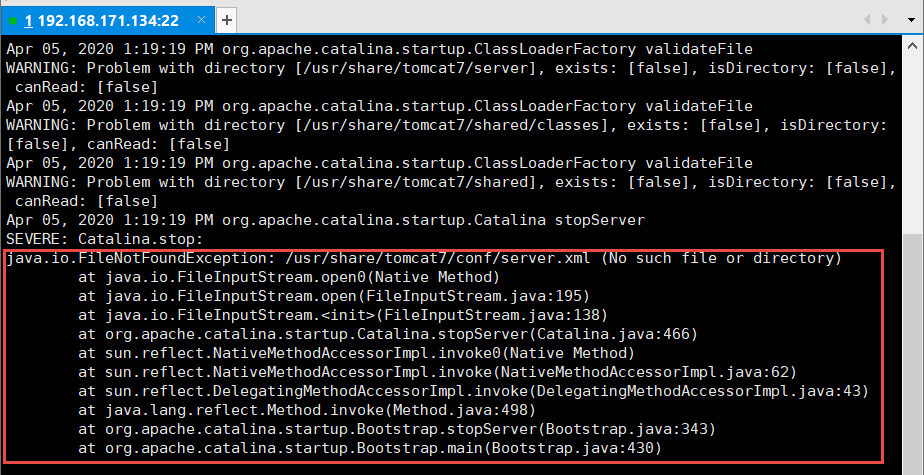 1 192.168.171.134:22 × +
Apr 05, 2020 1:19:19 PM org.apache.catalina.startup.ClassLoaderFactory validateFile
WARNING: Problem with directory [/usr/share/tomcat7/server], exists: [false], isDirectory: [false],
 canRead: [false]
Apr 05, 2020 1:19:19 PM org.apache.catalina.startup.ClassLoaderFactory validateFile
WARNING: Problem with directory [/usr/share/tomcat7/shared/classes], exists: [false], isDirectory:
[false], canRead: [false]
Apr 05, 2020 1:19:19 PM org.apache.catalina.startup.ClassLoaderFactory validateFile
WARNING: Problem with directory [/usr/share/tomcat7/shared], exists: [false], isDirectory: [false],
 canRead: [false]
Apr 05, 2020 1:19:19 PM org.apache.catalina.startup.Catalina stopServer
SEVERE: Catalina.stop:
java.io.FileNotFoundException: /usr/share/tomcat7/conf/server.xml (No such file or directory)
        at java.io.FileInputStream.open0(Native Method)
        at java.io.FileInputStream.open(FileInputStream.java:195)
        at java.io.FileInputStream.<init>(FileInputStream.java:138)
        at org.apache.catalina.startup.Catalina.stopServer(Catalina.java:466)
        at sun.reflect.NativeMethodAccessorImpl.invoke0(Native Method)
        at sun.reflect.NativeMethodAccessorImpl.invoke(NativeMethodAccessorImpl.java:62)
        at sun.reflect.DelegatingMethodAccessorImpl.invoke(DelegatingMethodAccessorImpl.java:43)
        at java.lang.reflect.Method.invoke(Method.java:498)
        at org.apache.catalina.startup.Bootstrap.stopServer(Bootstrap.java:343)
        at org.apache.catalina.startup.Bootstrap.main(Bootstrap.java:430)